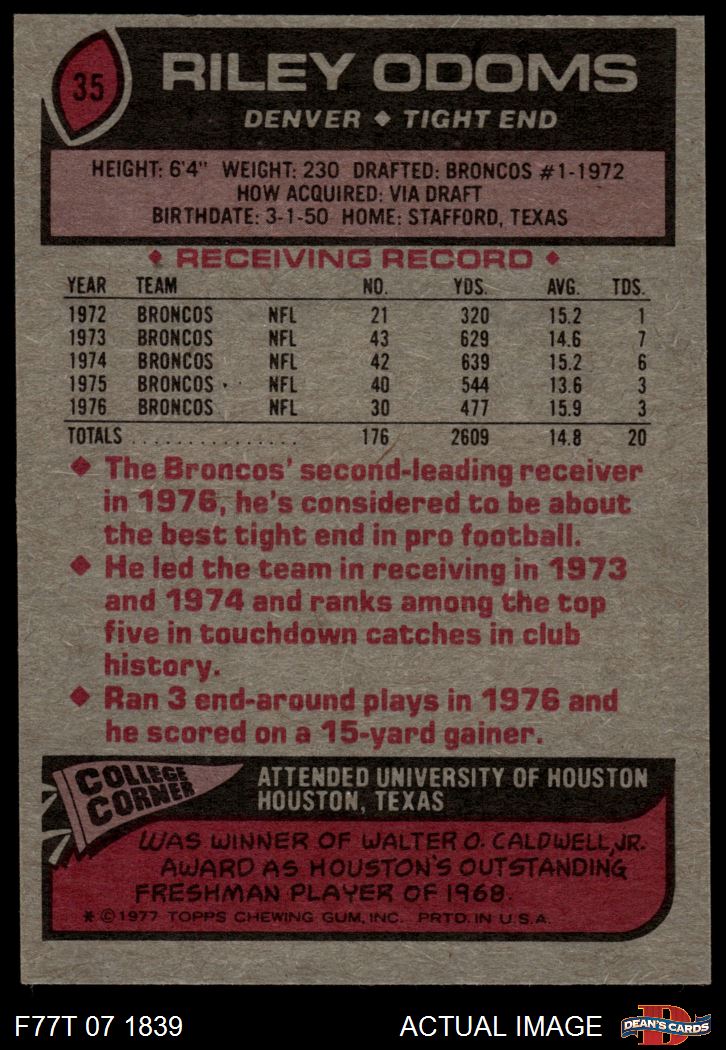 35
RILEY ODOMS
DENVER ◆ TIGHT END
HEIGHT: 6'4" WEIGHT: 230 DRAFTED: BRONCOS #1-1972
HOW ACQUIRED: VIA DRAFT
BIRTHDATE: 3-1-50 HOME: STAFFORD, TEXAS
◆ RECEIVING RECORD ◆
YEAR TEAM NO. YDS. AVG. TDS.
1972 BRONCOS NFL 21 320 15.2 1
1973 BRONCOS NFL 43 629 14.6 7
1974 BRONCOS NFL 42 639 15.2 6
1975 BRONCOS NFL 40 544 13.6 3
1976 BRONCOS NFL 30 477 15.9 3
TOTALS ................ 176 2609 14.8 20
◆ The Broncos' second-leading receiver
in 1976, he's considered to be about
the best tight end in pro football.
◆ He led the team in receiving in 1973
and 1974 and ranks among the top
five in touchdown catches in club
history.
◆ Ran 3 end-around plays in 1976 and
he scored on a 15-yard gainer.
COLLEGE
CORNER
ATTENDED UNIVERSITY OF HOUSTON
HOUSTON, TEXAS
WAS WINNER OF WALTER O. CALDWELL, JR.
AWARD AS HOUSTON'S OUTSTANDING
FRESHMAN PLAYER OF 1968.
* © 1977 TOPPS CHEWING GUM, INC. PRTD. IN U.S.A.
F77T 07 1839
ACTUAL IMAGE
D
DEAN'S CARDS